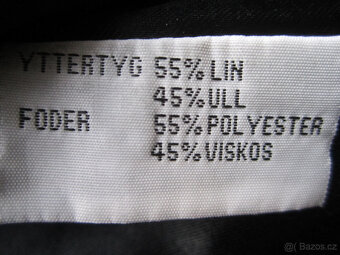 YTTERTYG 55% LIN
45% ULL
FODER 55% POLYESTER
45% VISKOS
Bazos.cz